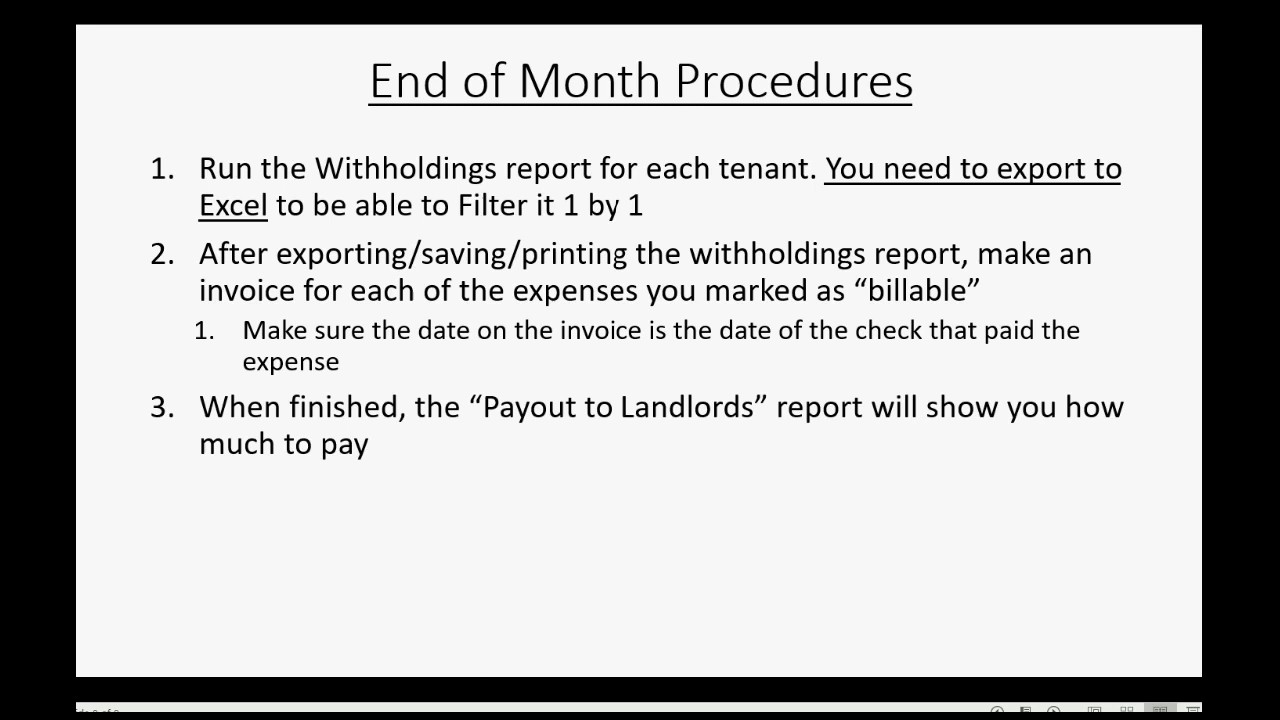 End of Month Procedures
1. Run the Withholdings report for each tenant. You need to export to
Excel to be able to Filter it 1 by 1
2. After exporting/saving/printing the withholdings report, make an
invoice for each of the expenses you marked as “billable”
1. Make sure the date on the invoice is the date of the check that paid the
expense
3. When finished, the “Payout to Landlords” report will show you how
much to pay